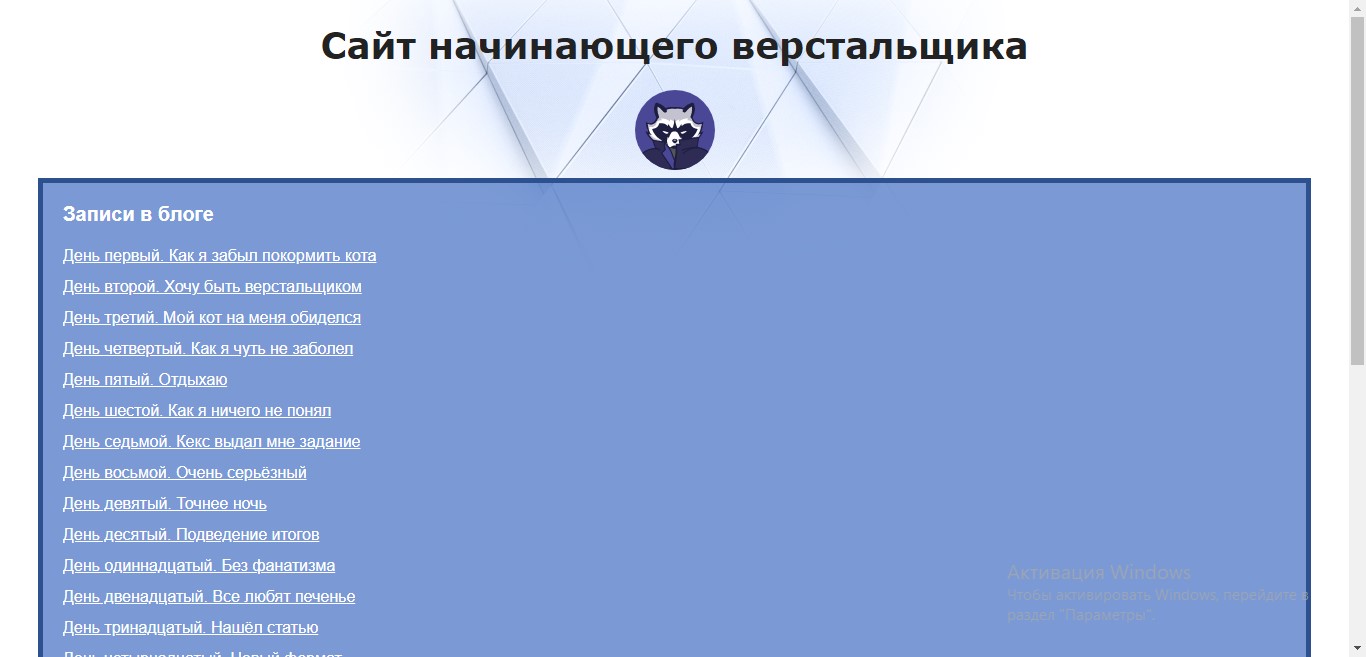 Сайт начинающего верстальщика
Записи в блоге
День первый. Как я забыл покормить кота
День второй. Хочу быть верстальщиком
День третий. Мой кот на меня обиделся
День четвертый. Как я чуть не заболел
День пятый. Отдыхаю
День шестой. Как я ничего не понял
День седьмой. Кекс выдал мне задание
День восьмой. Очень серьёзный
День девятый. Точнее ночь
День десятый. Подведение итогов
День одиннадцатый. Без фанатизма
День двенадцатый. Все любят печенье
День тринадцатый. Нашёл статью
День четырнадцатый. Новый формат
Активация Windows
Чтобы активировать Windows, перейдите в
раздел "Параметры".